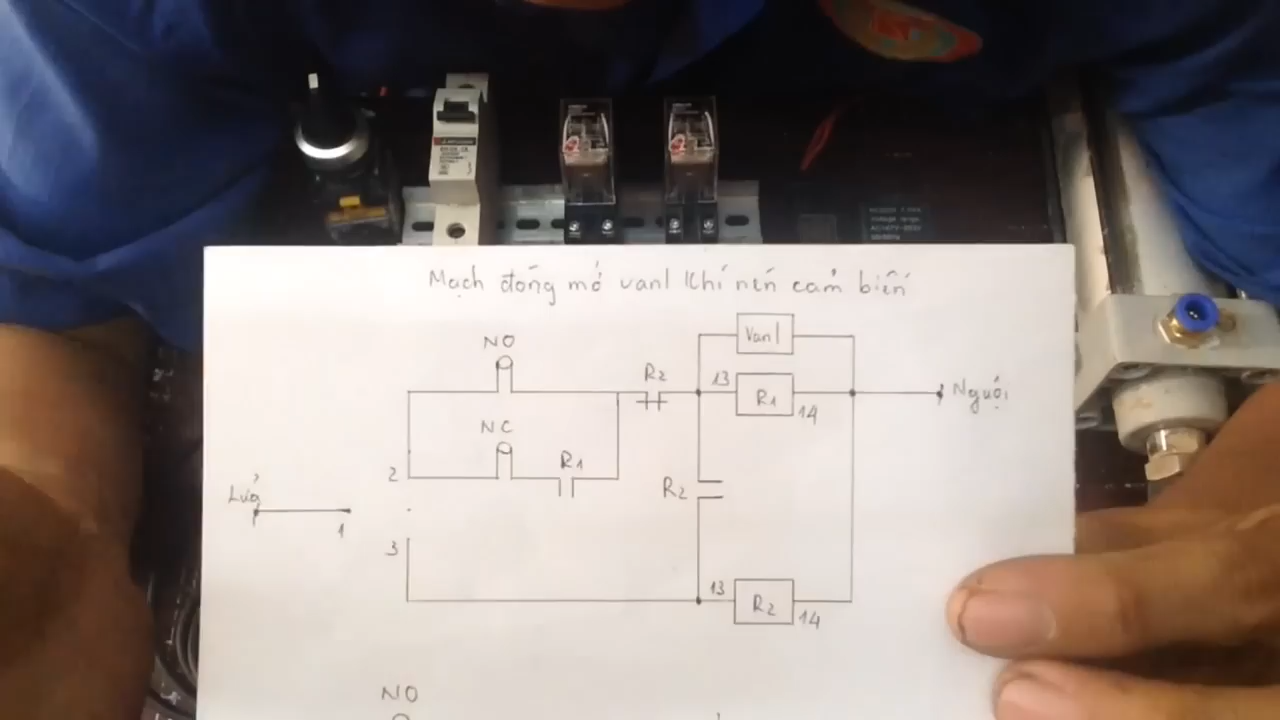 Mạch đóng mở van1 Khí nén cảm biến
NO
Van1
R2
13
R1
14
Nguội
NC
R1
2
Lửa
1
R2
3
13
R2
14
NO